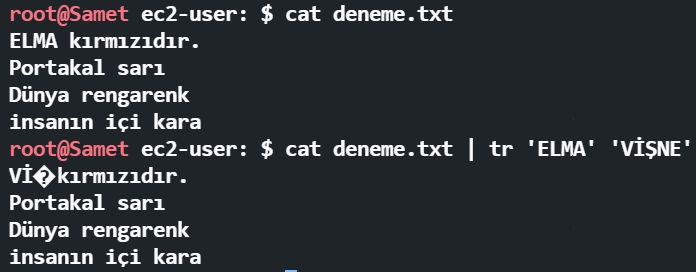 root@Samet ec2-user: $ cat deneme.txt
ELMA kırmızıdır.
Portakal sarı
Dünya rengarenk
insanın içi kara
root@Samet ec2-user: $ cat deneme.txt | tr 'ELMA' 'VİŞNE'
Vİ�kırmızıdır.
Portakal sarı
Dünya rengarenk
insanın içi kara